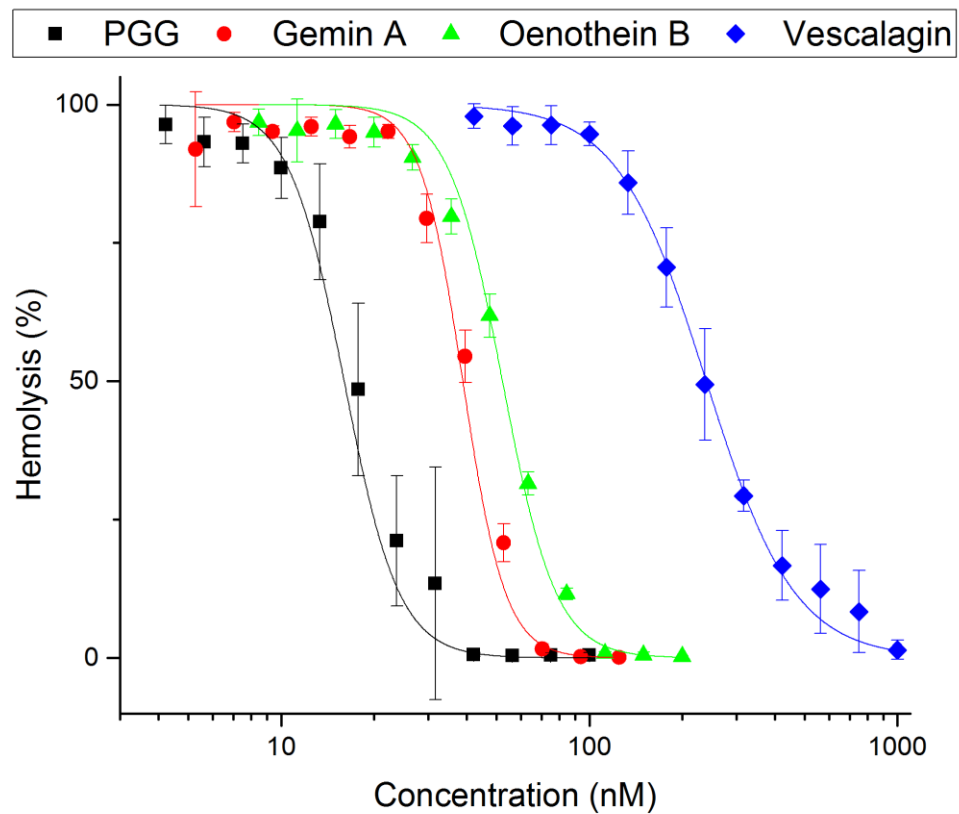 PGG Gemin A Oenothein B Vescalagin
100
50
0
Hemolysis (%)
10 100 1000
Concentration (nM)